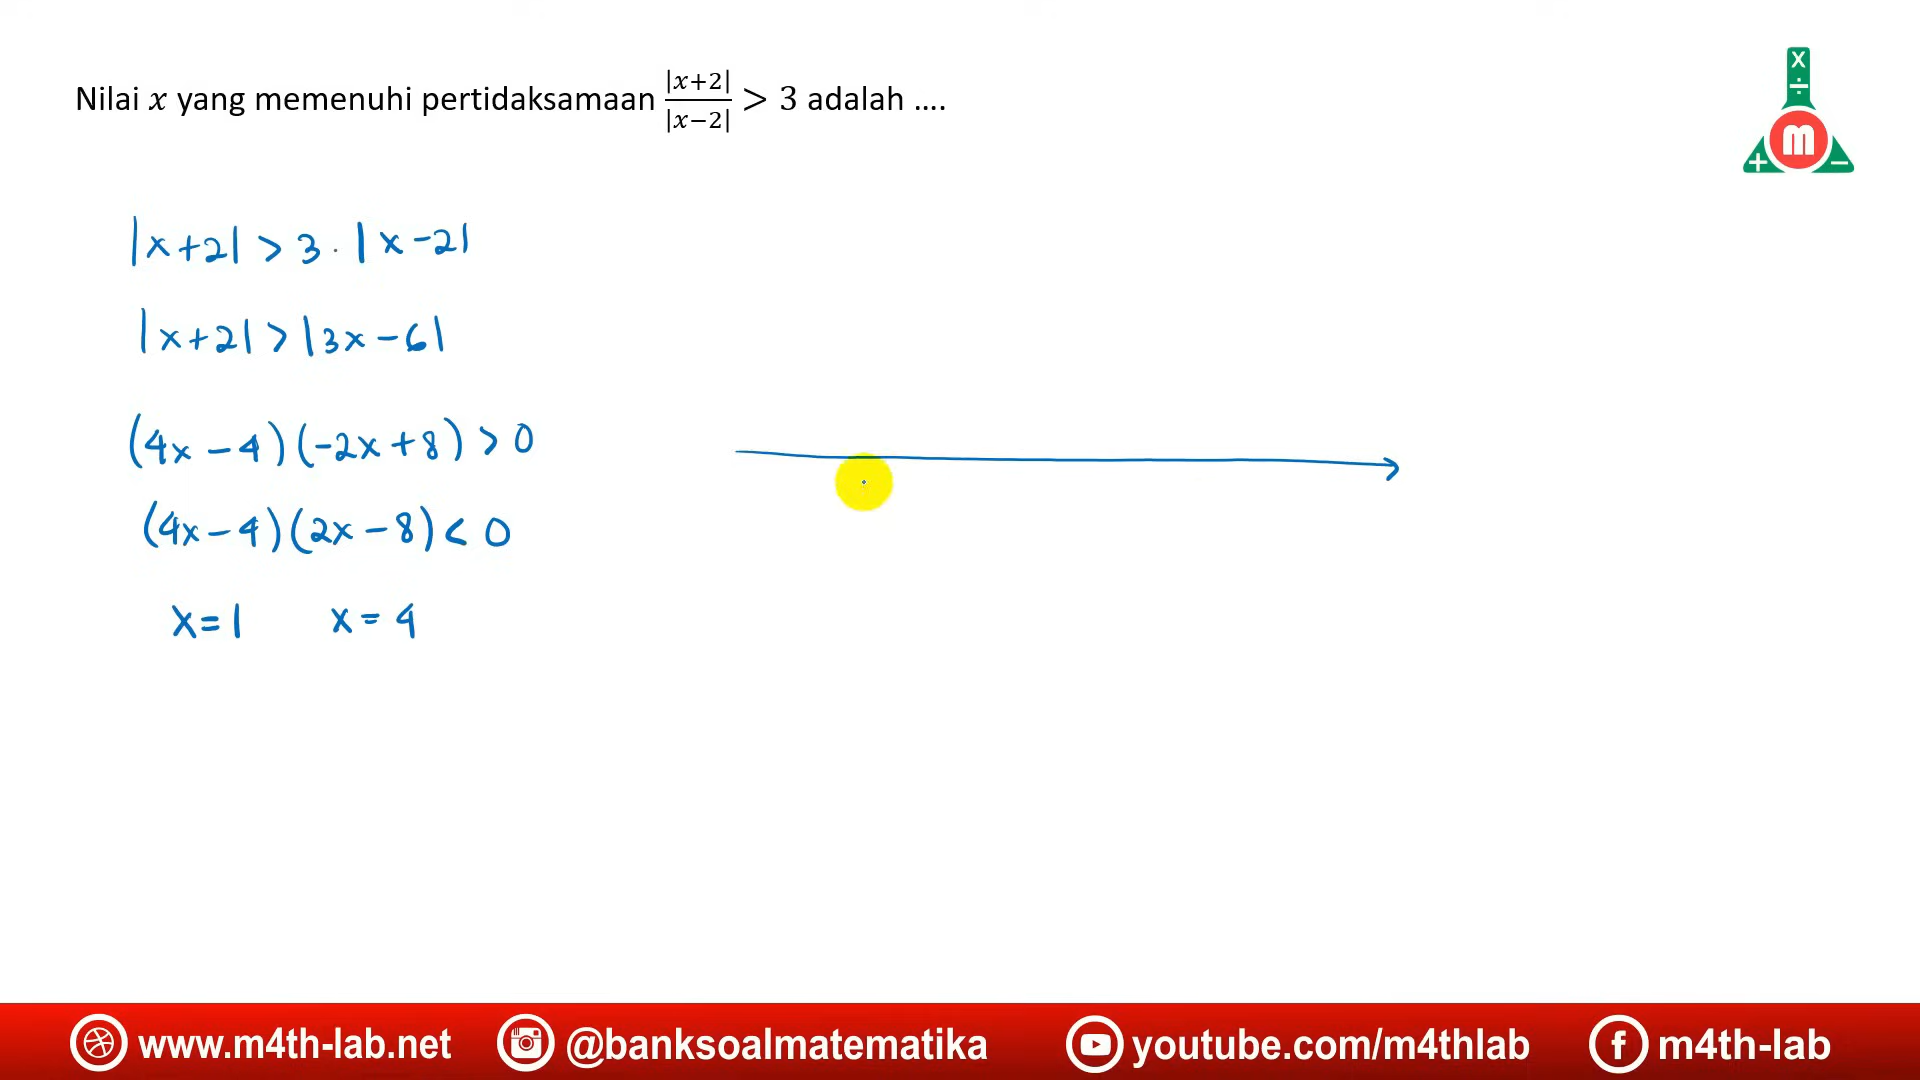 Nilai x yang memenuhi pertidaksamaan |x+2|/|x−2| > 3 adalah ....
|x+2| > 3 . |x-2|
|x+2| > |3x-6|
(4x-4)(-2x+8) > 0
(4x-4)(2x-8) < 0
x=1 x=4
x ÷ m + −
www.m4th-lab.net @banksoalmatematika youtube.com/m4thlab m4th-lab